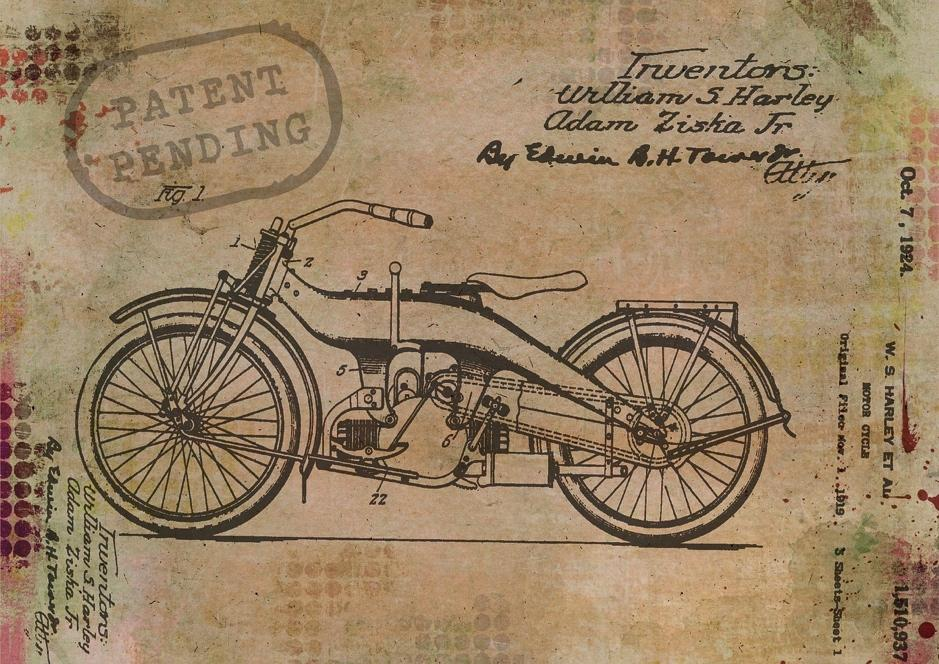 PATENT
PENDING
Fig. 1.
Inventors:
William S. Harley
Adam Ziska Jr
By Edwin B.H. Tower Jr.
Att'y.
1
2
3
5
6
22
Oct. 7, 1924.
W. S. HARLEY ET AL
MOTOR CYCLE
Original Filed Nov. 1, 1919.
3 Sheets-Sheet 1
1,510,937
Inventors:
William S. Harley
Adam Ziska Jr
By Edwin B.H. Tower Jr.
Att'y.